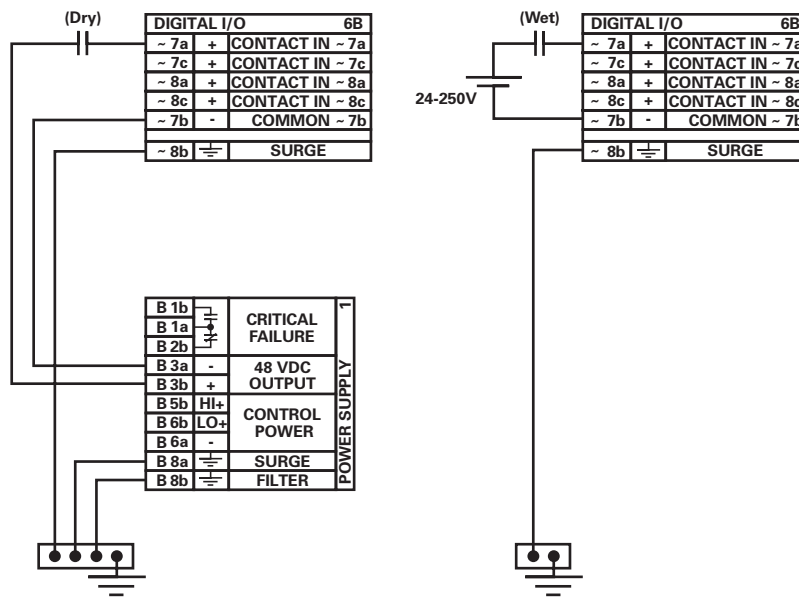 (Dry)
DIGITAL I/O 6B
~ 7a + CONTACT IN ~ 7a
~ 7c + CONTACT IN ~ 7c
~ 8a + CONTACT IN ~ 8a
~ 8c + CONTACT IN ~ 8c
~ 7b - COMMON ~ 7b
~ 8b SURGE
(Wet)
24-250V
DIGITAL I/O 6B
~ 7a + CONTACT IN ~ 7a
~ 7c + CONTACT IN ~ 7c
~ 8a + CONTACT IN ~ 8a
~ 8c + CONTACT IN ~ 8c
~ 7b - COMMON ~ 7b
~ 8b SURGE
B 1b
B 1a
B 2b
CRITICAL
FAILURE
B 3a -
B 3b +
48 VDC
OUTPUT
B 5b HI+
B 6b LO+
B 6a -
CONTROL
POWER
B 8a SURGE
B 8b FILTER
POWER SUPPLY 1